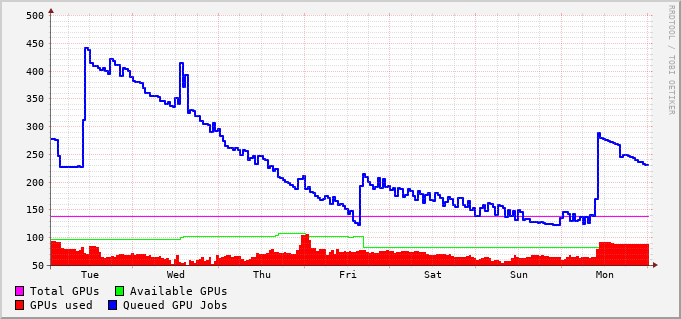 RRDTOOL / TOBI OETIKER
500
450
400
350
300
250
200
150
100
50
Tue Wed Thu Fri Sat Sun Mon
Total GPUs Available GPUs
GPUs used Queued GPU Jobs